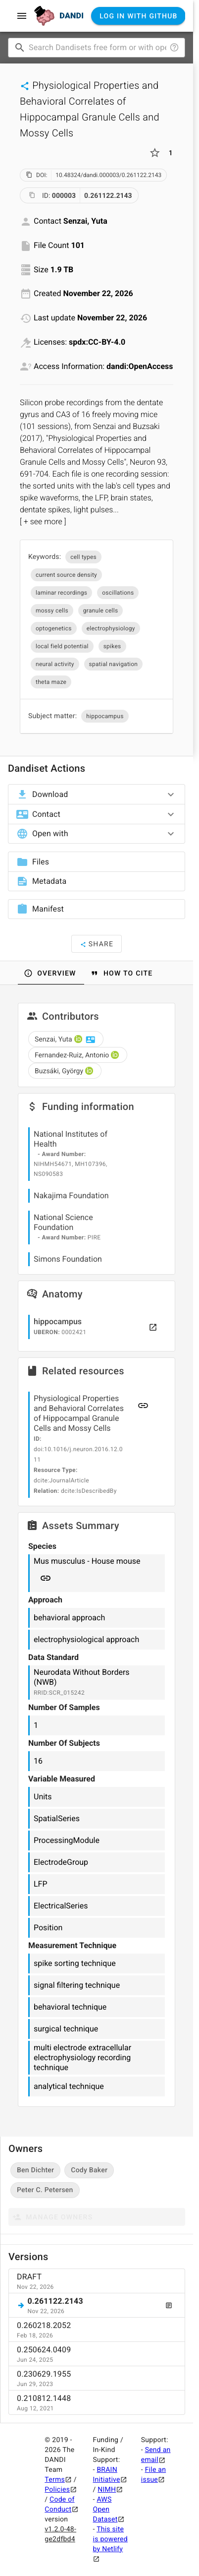 DANDI
LOG IN WITH GITHUB
Search Dandisets free form or with ope
Physiological Properties and
Behavioral Correlates of
Hippocampal Granule Cells and
Mossy Cells
1
DOI: 10.48324/dandi.000003/0.261122.2143
ID: 000003 0.261122.2143
Contact Senzai, Yuta
File Count 101
Size 1.9 TB
Created November 22, 2026
Last update November 22, 2026
Licenses: spdx:CC-BY-4.0
Access Information: dandi:OpenAccess
Silicon probe recordings from the dentate
gyrus and CA3 of 16 freely moving mice
(101 sessions), from Senzai and Buzsaki
(2017), "Physiological Properties and
Behavioral Correlates of Hippocampal
Granule Cells and Mossy Cells", Neuron 93,
691-704. Each file is one recording session:
the sorted units with the lab's cell types and
spike waveforms, the LFP, brain states,
dentate spikes, light pulses…
[ + see more ]
Keywords: cell types
current source density
laminar recordings oscillations
mossy cells granule cells
optogenetics electrophysiology
local field potential spikes
neural activity spatial navigation
theta maze
Subject matter: hippocampus
Dandiset Actions
Download
Contact
Open with
Files
Metadata
Manifest
SHARE
OVERVIEW HOW TO CITE
Contributors
Senzai, Yuta
Fernandez-Ruiz, Antonio
Buzsáki, György
Funding information
National Institutes of
Health
- Award Number:
NIHMH54671, MH107396,
NS090583
Nakajima Foundation
National Science
Foundation
- Award Number: PIRE
Simons Foundation
Anatomy
hippocampus
UBERON: 0002421
Related resources
Physiological Properties
and Behavioral Correlates
of Hippocampal Granule
Cells and Mossy Cells
ID:
doi:10.1016/j.neuron.2016.12.0
11
Resource Type:
dcite:JournalArticle
Relation: dcite:IsDescribedBy
Assets Summary
Species
Mus musculus - House mouse
Approach
behavioral approach
electrophysiological approach
Data Standard
Neurodata Without Borders
(NWB)
RRID:SCR_015242
Number Of Samples
1
Number Of Subjects
16
Variable Measured
Units
SpatialSeries
ProcessingModule
ElectrodeGroup
LFP
ElectricalSeries
Position
Measurement Technique
spike sorting technique
signal filtering technique
behavioral technique
surgical technique
multi electrode extracellular
electrophysiology recording
technique
analytical technique
Owners
Ben Dichter Cody Baker
Peter C. Petersen
MANAGE OWNERS
Versions
DRAFT
Nov 22, 2026
0.261122.2143
Nov 22, 2026
0.260218.2052
Feb 18, 2026
0.250624.0409
Jun 24, 2025
0.230629.1955
Jun 29, 2023
0.210812.1448
Aug 12, 2021
© 2019 -
2026 The
DANDI
Team
Terms
/
Policies
/ Code of
Conduct
version
v1.2.0-48-
ge2dfbd4
Funding /
In-Kind
Support:
- BRAIN
Initiative
/ NIMH
- AWS
Open
Dataset
- This site
is powered
by Netlify
Support:
- Send an
email
- File an
issue